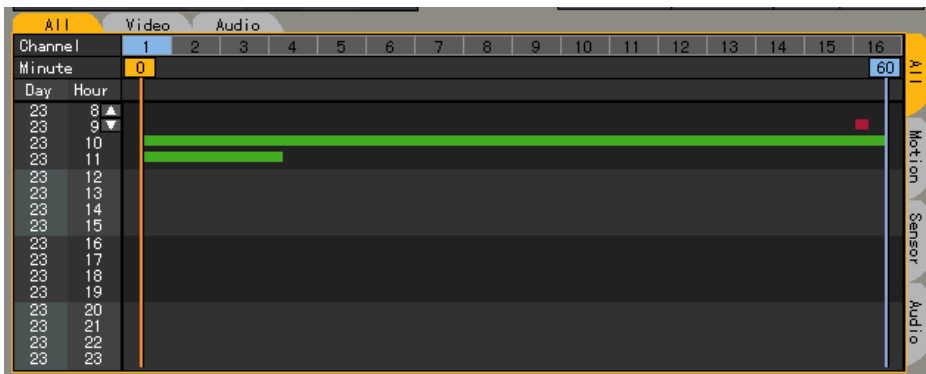 All Video Audio
Channel 1 2 3 4 5 6 7 8 9 10 11 12 13 14 15 16
Minute 0 60
Day Hour
23 8
23 9
23 10
23 11
23 12
23 13
23 14
23 15
23 16
23 17
23 18
23 19
23 20
23 21
23 22
23 23
All
Motion
Sensor
Audio